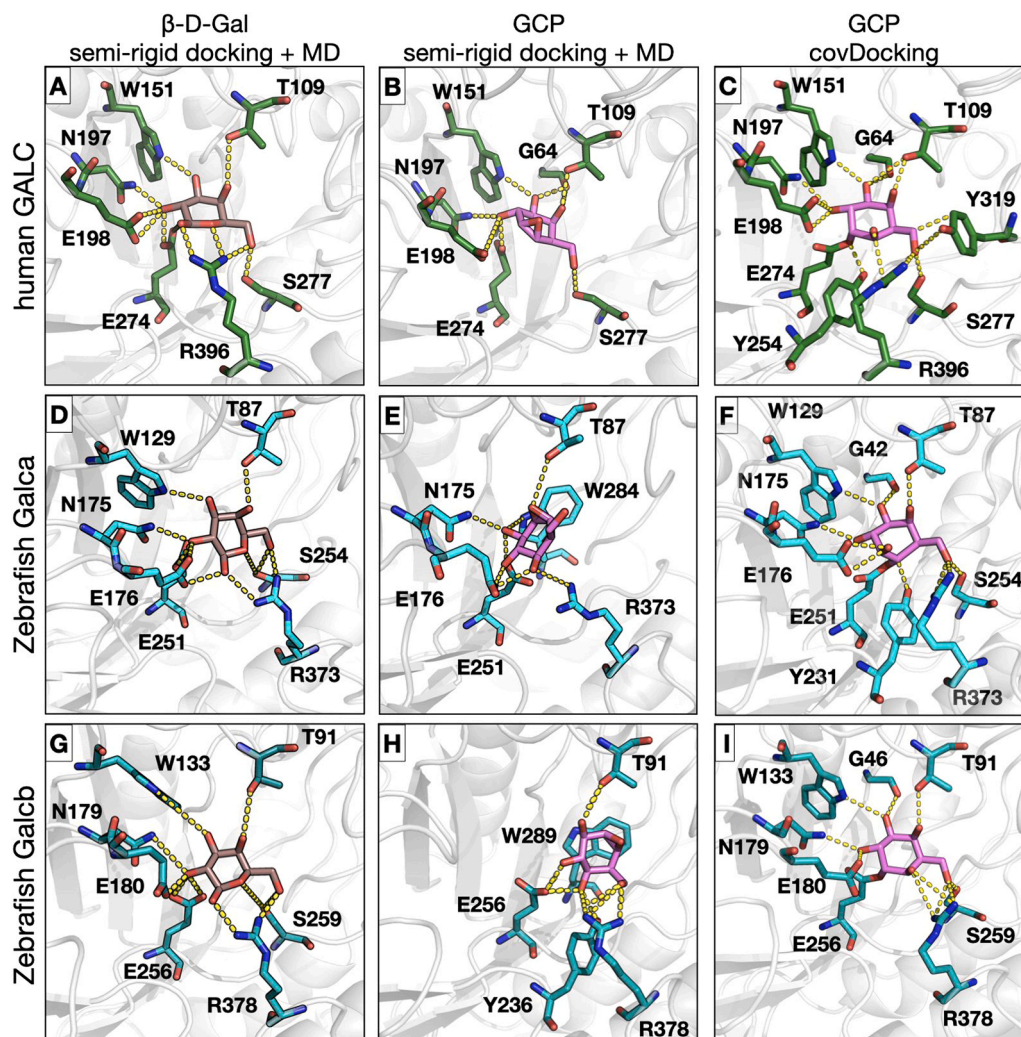 β-D-Gal
semi-rigid docking + MD
GCP
semi-rigid docking + MD
GCP
covDocking
human GALC
A
W151
T109
N197
E198
E274
R396
S277
B
W151
T109
G64
N197
E198
E274
S277
C
W151
T109
N197
G64
Y319
E198
E274
S277
Y254
R396
Zebrafish Galca
D
W129
T87
N175
E176
S254
E251
R373
E
T87
N175
W284
E176
R373
E251
F
W129
T87
G42
N175
E176
S254
E251
Y231
R373
Zebrafish Galcb
G
W133
T91
N179
E180
S259
E256
R378
H
T91
W289
E256
Y236
R378
I
W133
G46
T91
N179
E180
E256
S259
R378